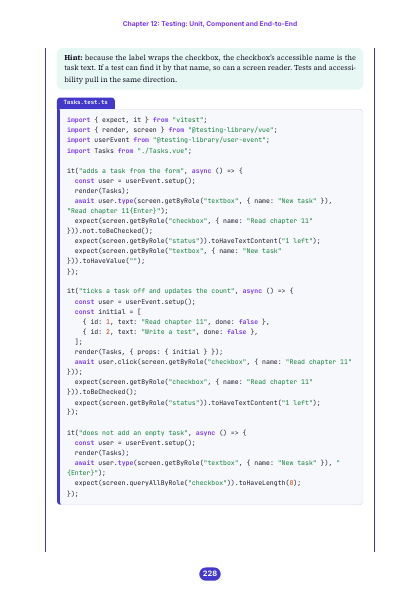 Chapter 12: Testing: Unit, Component and End-to-End
Hint: because the label wraps the checkbox, the checkbox's accessible name is the
task text. If a test can find it by that name, so can a screen reader. Tests and accessi-
bility pull in the same direction.
Tasks.test.ts
import { expect, it } from "vitest";
import { render, screen } from "@testing-library/vue";
import userEvent from "@testing-library/user-event";
import Tasks from "./Tasks.vue";
it("adds a task from the form", async () => {
  const user = userEvent.setup();
  render(Tasks);
  await user.type(screen.getByRole("textbox", { name: "New task" }),
"Read chapter 11{Enter}");
  expect(screen.getByRole("checkbox", { name: "Read chapter 11"
})).not.toBeChecked();
  expect(screen.getByRole("status")).toHaveTextContent("1 left");
  expect(screen.getByRole("textbox", { name: "New task"
})).toHaveValue("");
});
it("ticks a task off and updates the count", async () => {
  const user = userEvent.setup();
  const initial = [
    { id: 1, text: "Read chapter 11", done: false },
    { id: 2, text: "Write a test", done: false },
  ];
  render(Tasks, { props: { initial } });
  await user.click(screen.getByRole("checkbox", { name: "Read chapter 11"
}));
  expect(screen.getByRole("checkbox", { name: "Read chapter 11"
})).toBeChecked();
  expect(screen.getByRole("status")).toHaveTextContent("1 left");
});
it("does not add an empty task", async () => {
  const user = userEvent.setup();
  render(Tasks);
  await user.type(screen.getByRole("textbox", { name: "New task" }), "
{Enter}");
  expect(screen.queryAllByRole("checkbox")).toHaveLength(0);
});
228